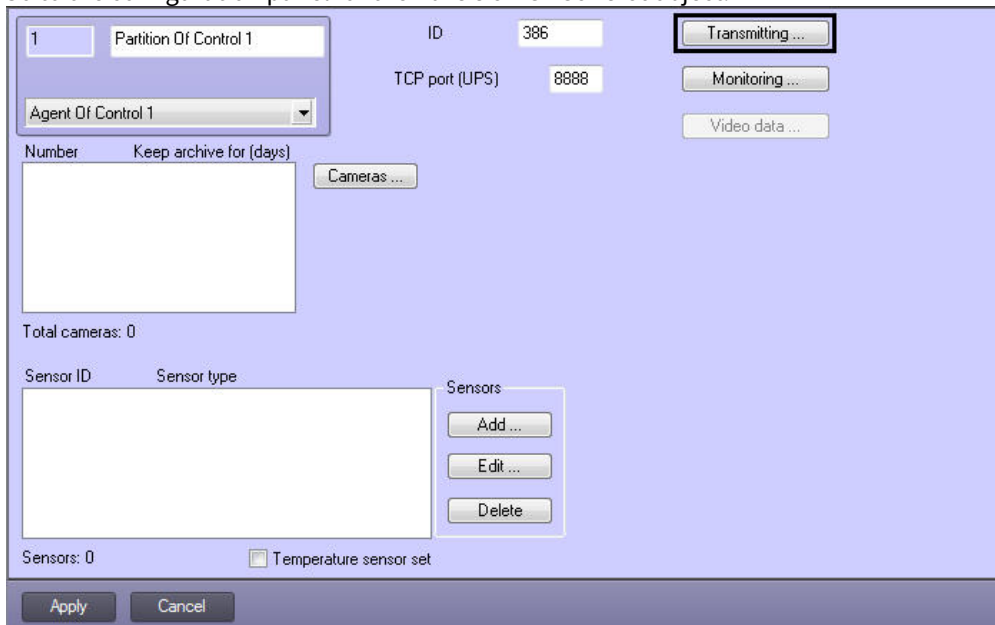 1 Partition Of Control 1 ID 386 Transmitting ...
TCP port (UPS) 8888 Monitoring ...
Agent Of Control 1 Video data ...
Number Keep archive for (days)
Cameras ...
Total cameras: 0
Sensor ID Sensor type
Sensors
Add ...
Edit ...
Delete
Sensors: 0 Temperature sensor set
Apply Cancel